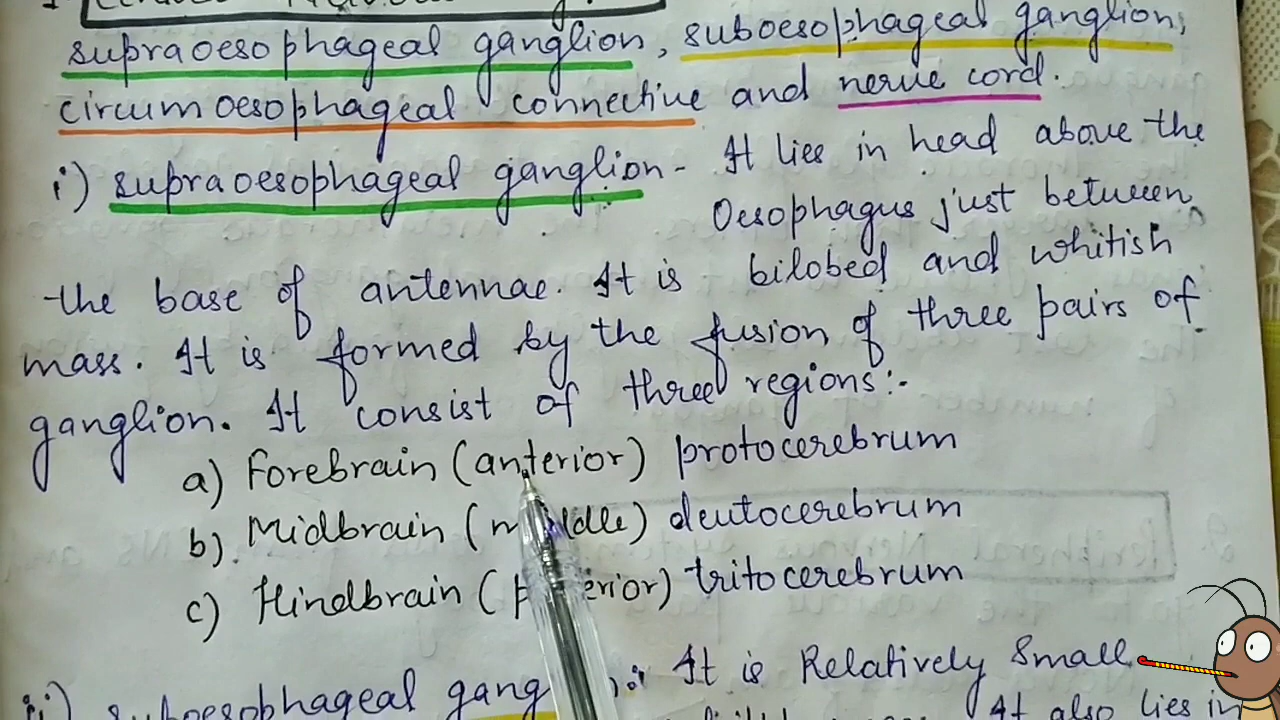 supraoesophageal ganglion, suboesophageal ganglion,
circumoesophageal connective and nerve cord.
i) supraoesophageal ganglion - It lies in head above the
Oesophagus just between
the base of antennae. It is bilobed and whitish
mass. It is formed by the fusion of three pairs of
ganglion. It consist of three regions:-
a) Forebrain (anterior) protocerebrum
b) Midbrain (middle) deutocerebrum
c) Hindbrain ( tritocerebrum
ii) suboesophageal It is Relatively small
It also lies in